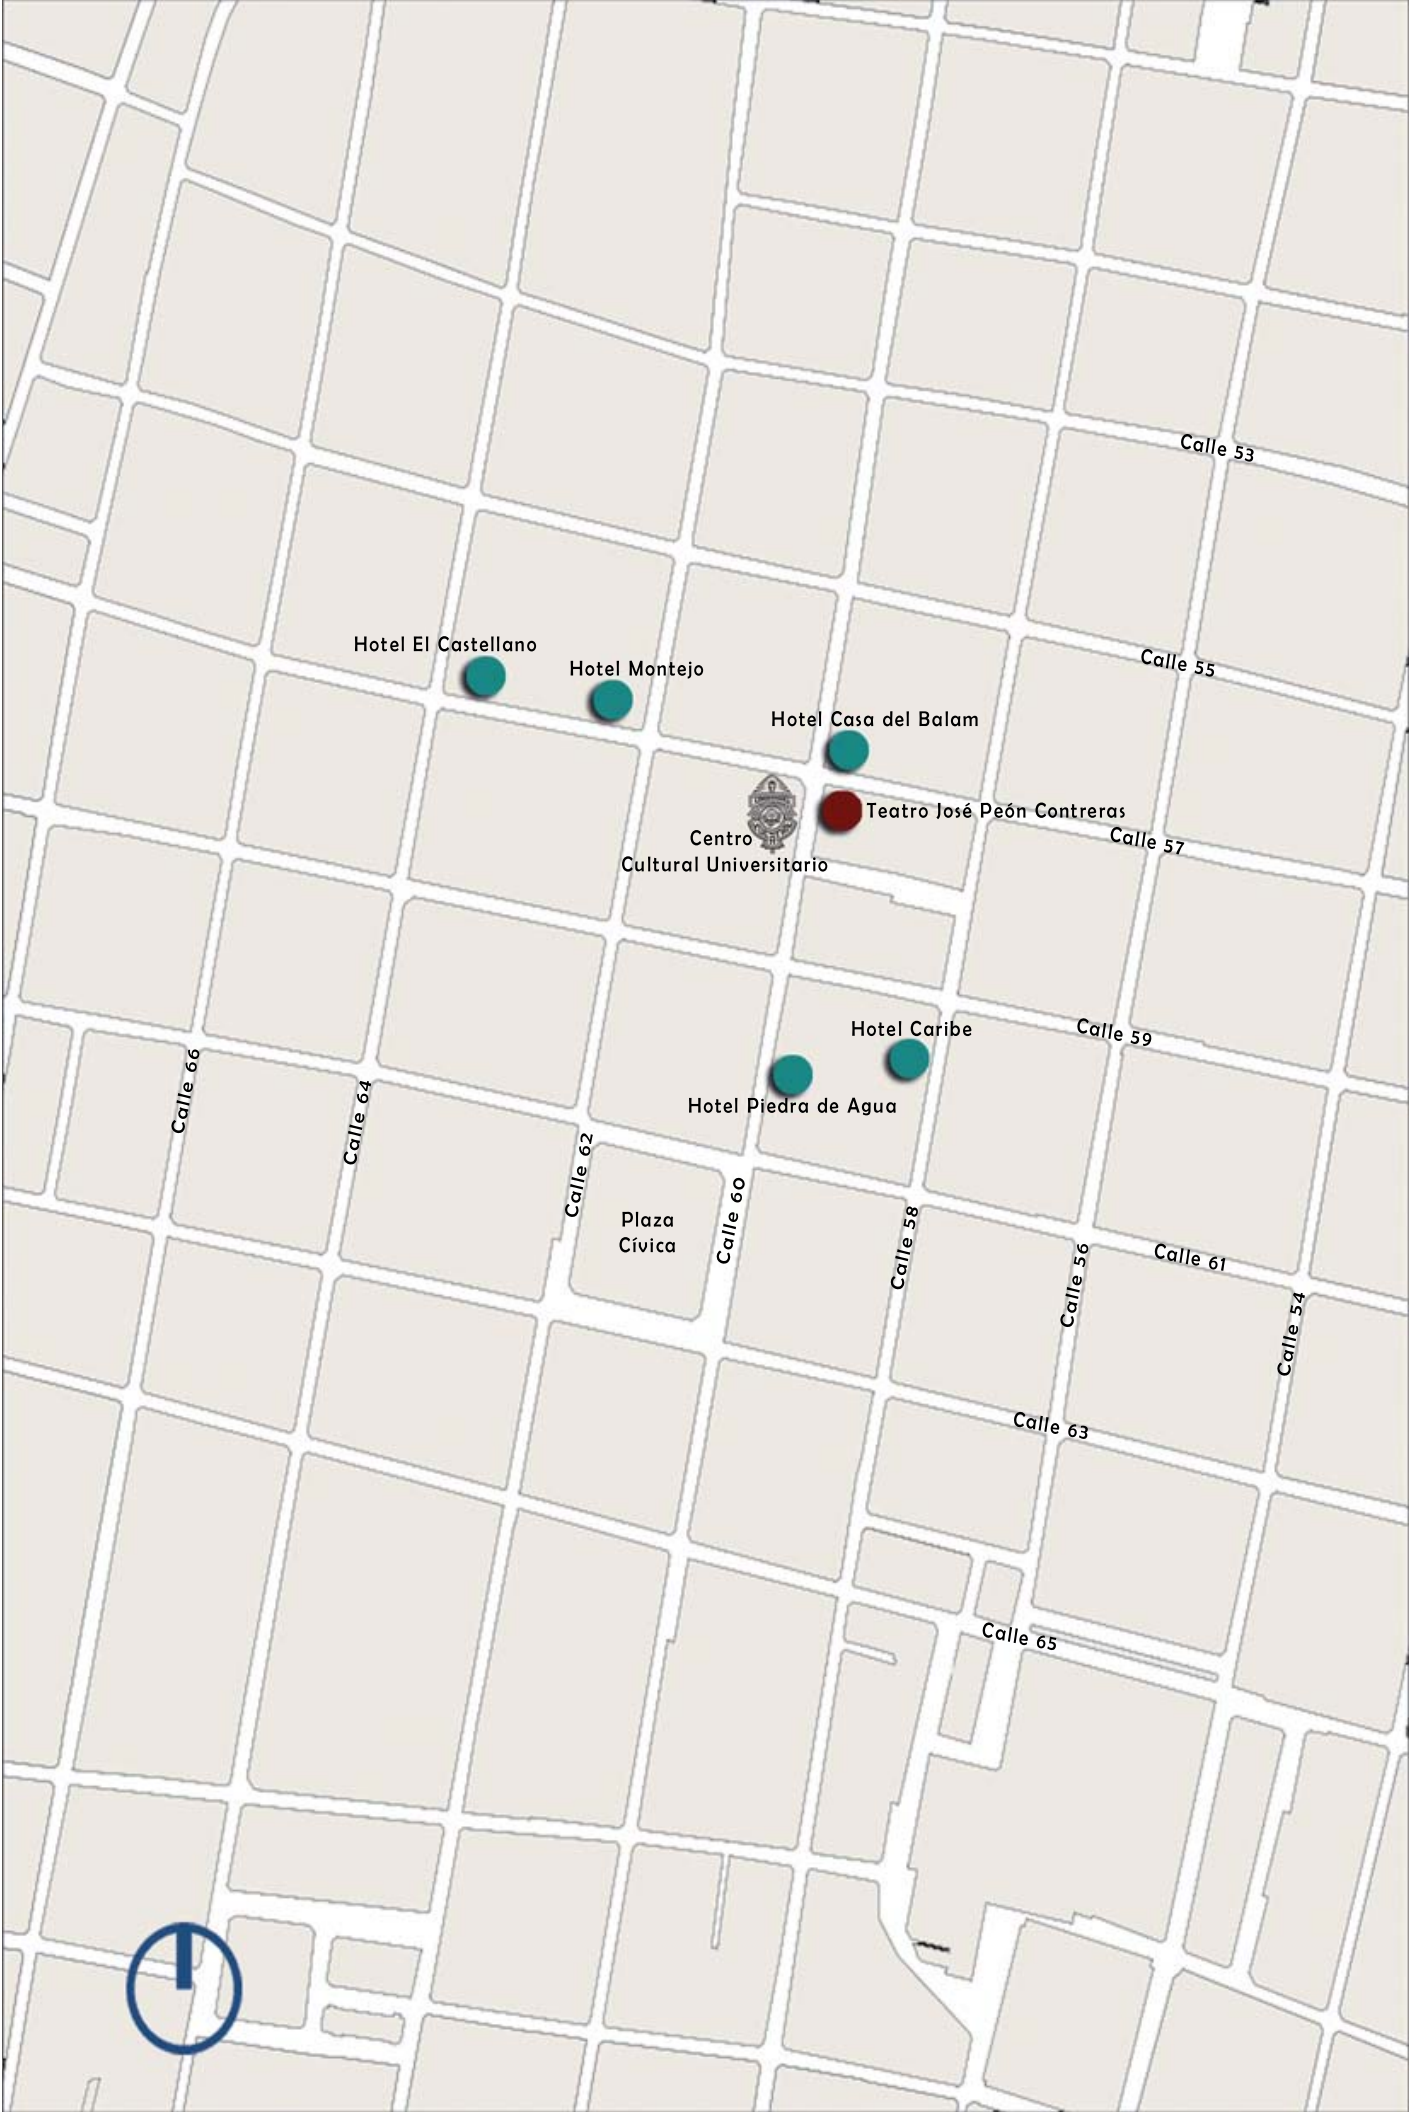 Calle 53
Hotel El Castellano
Hotel Montejo
Calle 55
Hotel Casa del Balam
Teatro José Peón Contreras
Centro
Cultural Universitario
Calle 57
Hotel Caribe
Calle 59
Hotel Piedra de Agua
Calle 66
Calle 64
Calle 62
Calle 60
Plaza
Cívica
Calle 58
Calle 56
Calle 61
Calle 54
Calle 63
Calle 65